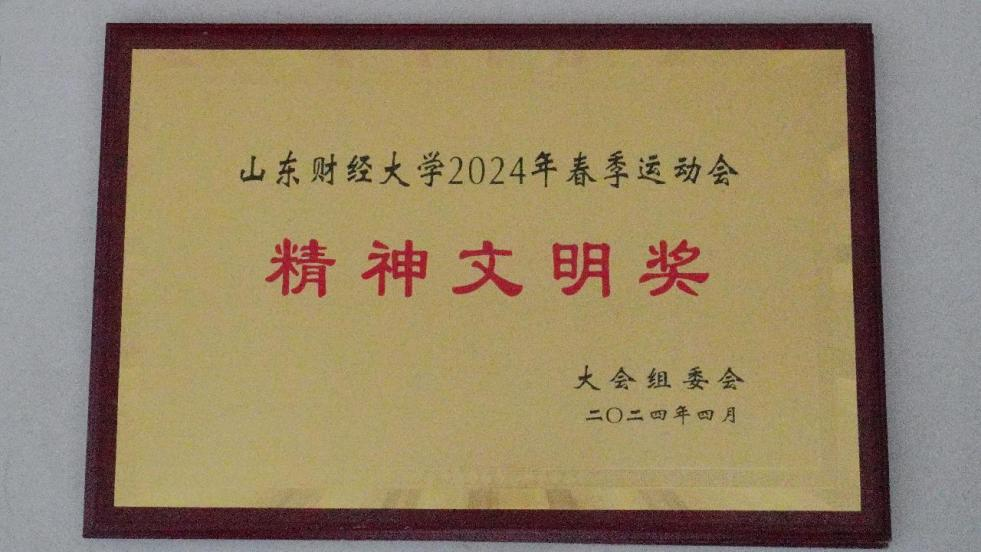 山东财经大学2024年春季运动会
精神文明奖
大会组委会
二〇二四年四月